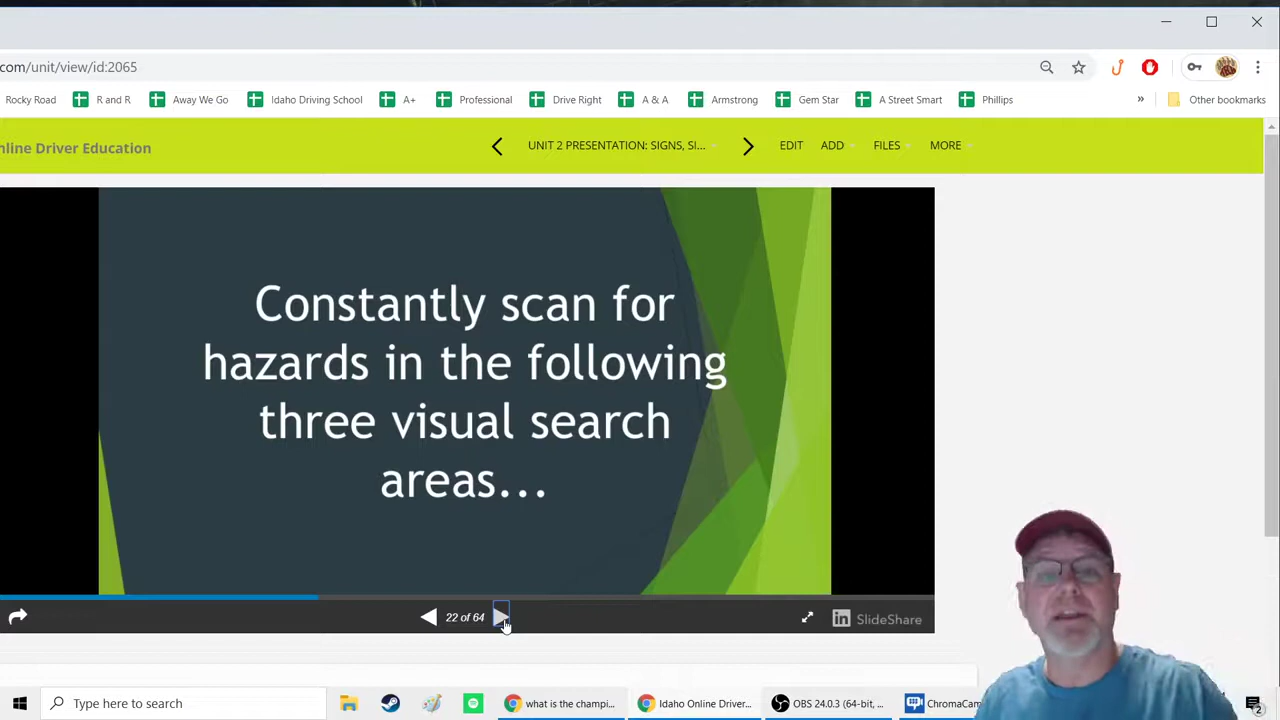 com/unit/view/id:2065
Rocky Road R and R Away We Go Idaho Driving School A+ Professional Drive Right A & A Armstrong Gem Star A Street Smart Phillips » Other bookmarks
nline Driver Education UNIT 2 PRESENTATION: SIGNS, SI... EDIT ADD FILES MORE
Constantly scan for
hazards in the following
three visual search
areas...
22 of 64 in SlideShare
Type here to search what is the champi... Idaho Online Driver... OBS 24.0.3 (64-bit, ... ChromaCam 2